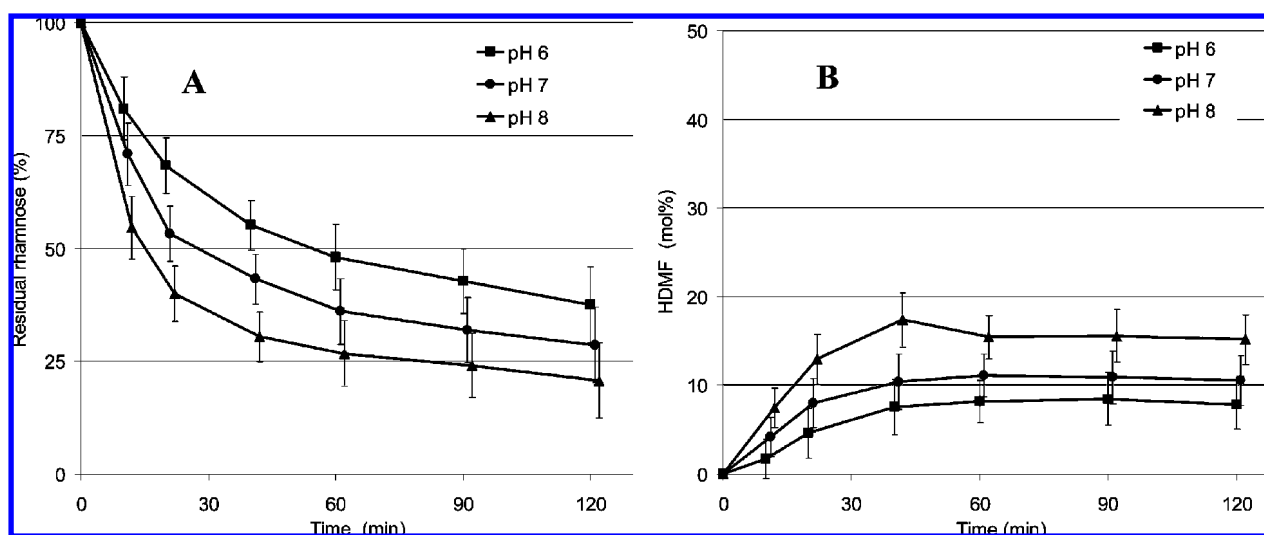 A
pH 6
pH 7
pH 8
Residual rhamnose (%)
100
75
50
25
0
0 30 60 90 120
Time (min)
B
pH 6
pH 7
pH 8
HDMF (mol%)
50
40
30
20
10
0
0 30 60 90 120
Time (min)